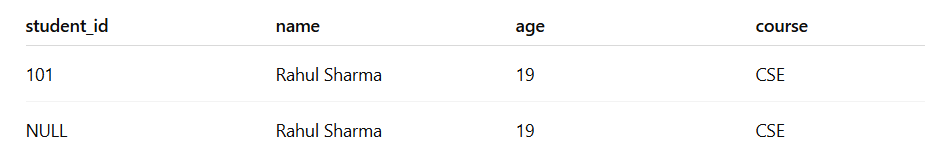 student_id name age course
101 Rahul Sharma 19 CSE
NULL Rahul Sharma 19 CSE